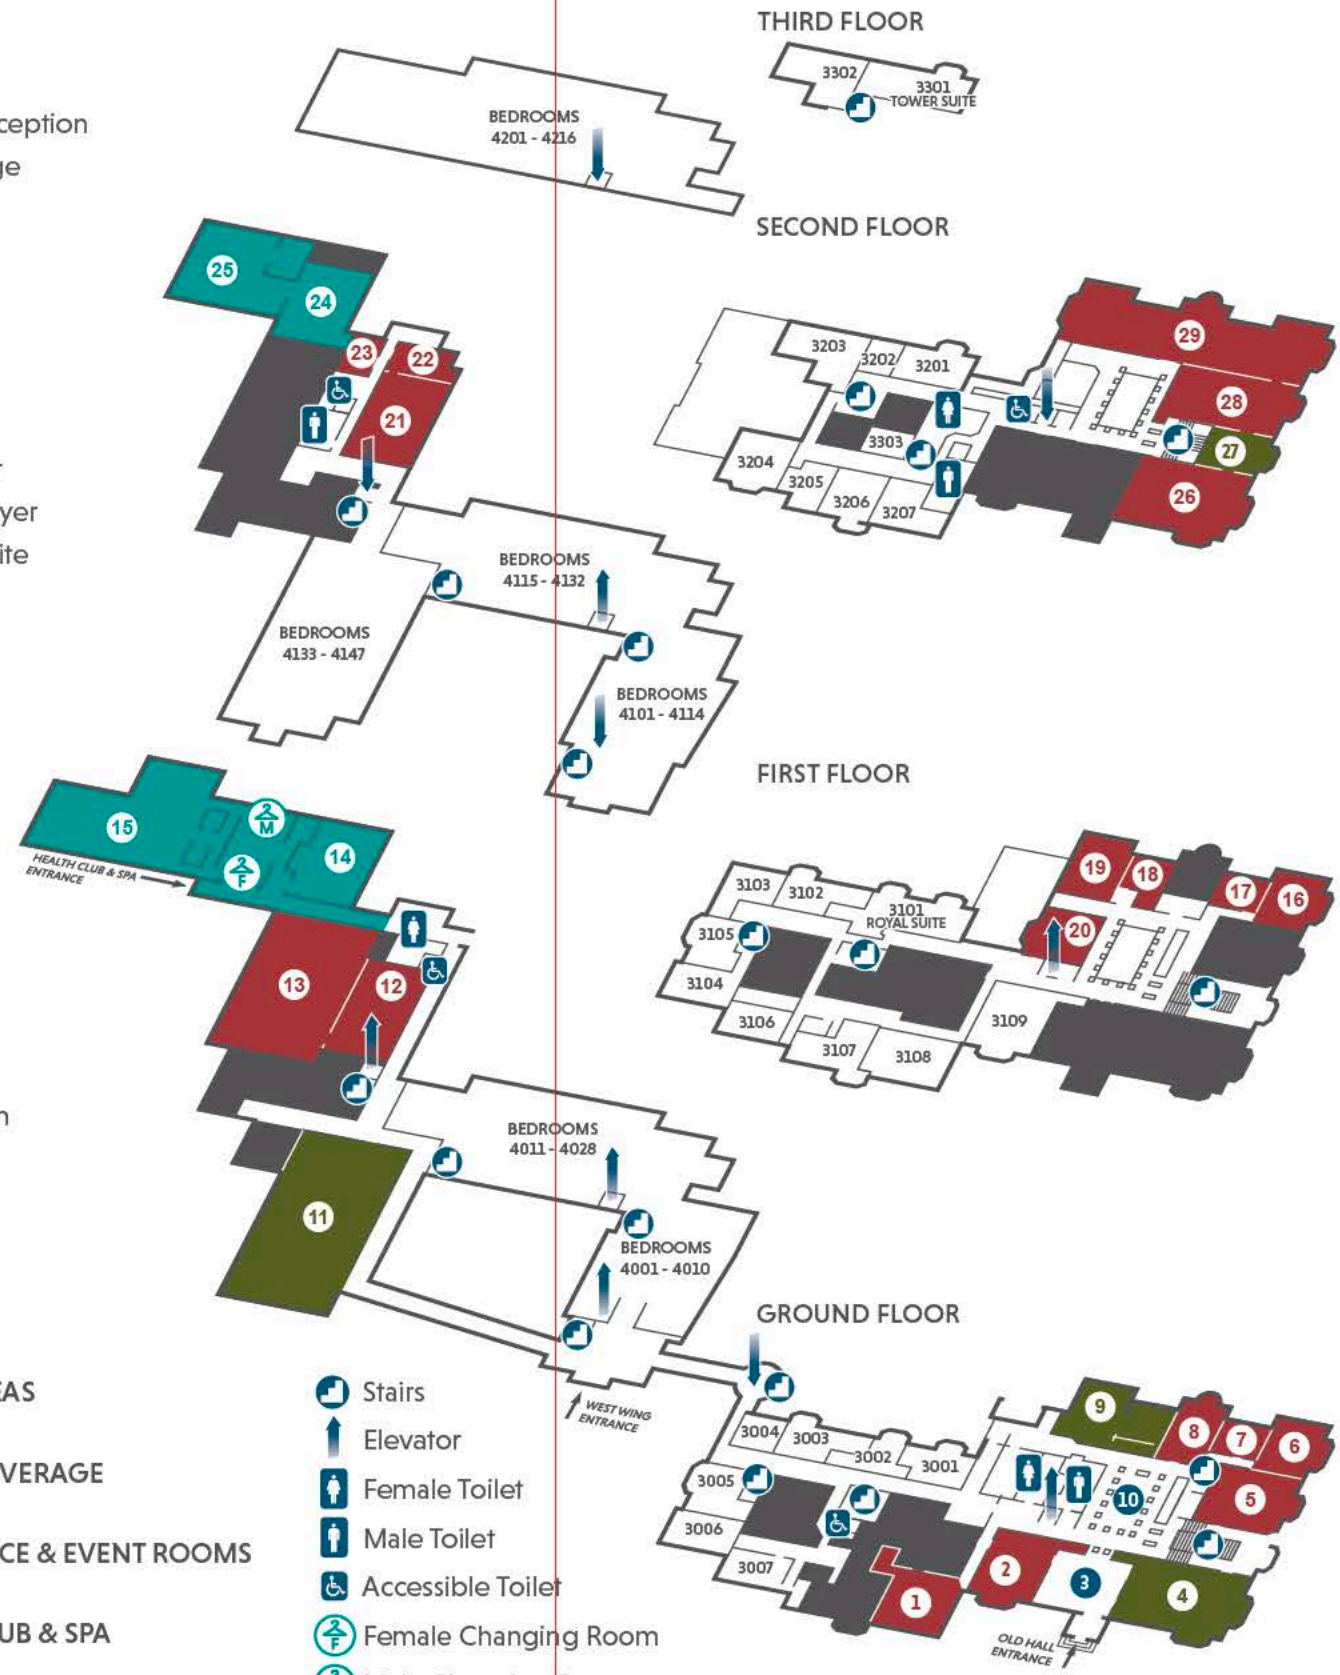 THIRD FLOOR
3302
3301
TOWER SUITE
BEDROOMS
4201 - 4216
ception
ge
SECOND FLOOR
25
24
23
22
21
29
28
27
26
3203
3202
3201
3303
3204
3205
3206
3207
yer
ite
BEDROOMS
4115 - 4132
BEDROOMS
4133 - 4147
BEDROOMS
4101 - 4114
FIRST FLOOR
15
2
M
2
F
14
HEALTH CLUB & SPA
ENTRANCE
13
12
19
18
17
16
20
3103
3102
3101
ROYAL SUITE
3105
3104
3106
3107
3108
3109
n
BEDROOMS
4011 - 4028
11
BEDROOMS
4001 - 4010
GROUND FLOOR
WEST WING
ENTRANCE
9
8
7
6
5
10
3004
3003
3002
3001
3005
3006
3007
1
2
3
4
OLD HALL
ENTRANCE
EAS
VERAGE
CE & EVENT ROOMS
UB & SPA
Stairs
Elevator
Female Toilet
Male Toilet
Accessible Toilet
2
F
Female Changing Room